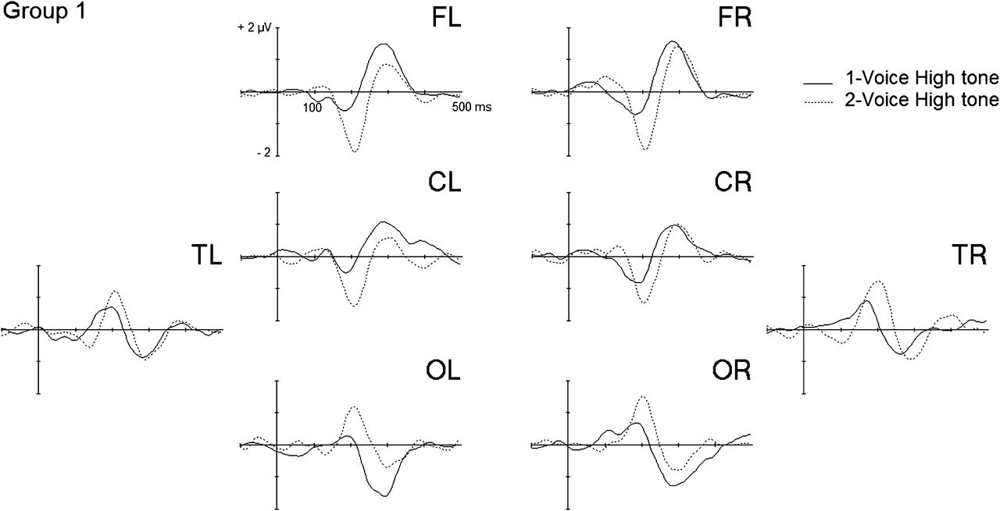 Group 1
FL
FR
+ 2 µV
1-Voice High tone
2-Voice High tone
100
500 ms
- 2
CL
CR
TL
TR
OL
OR